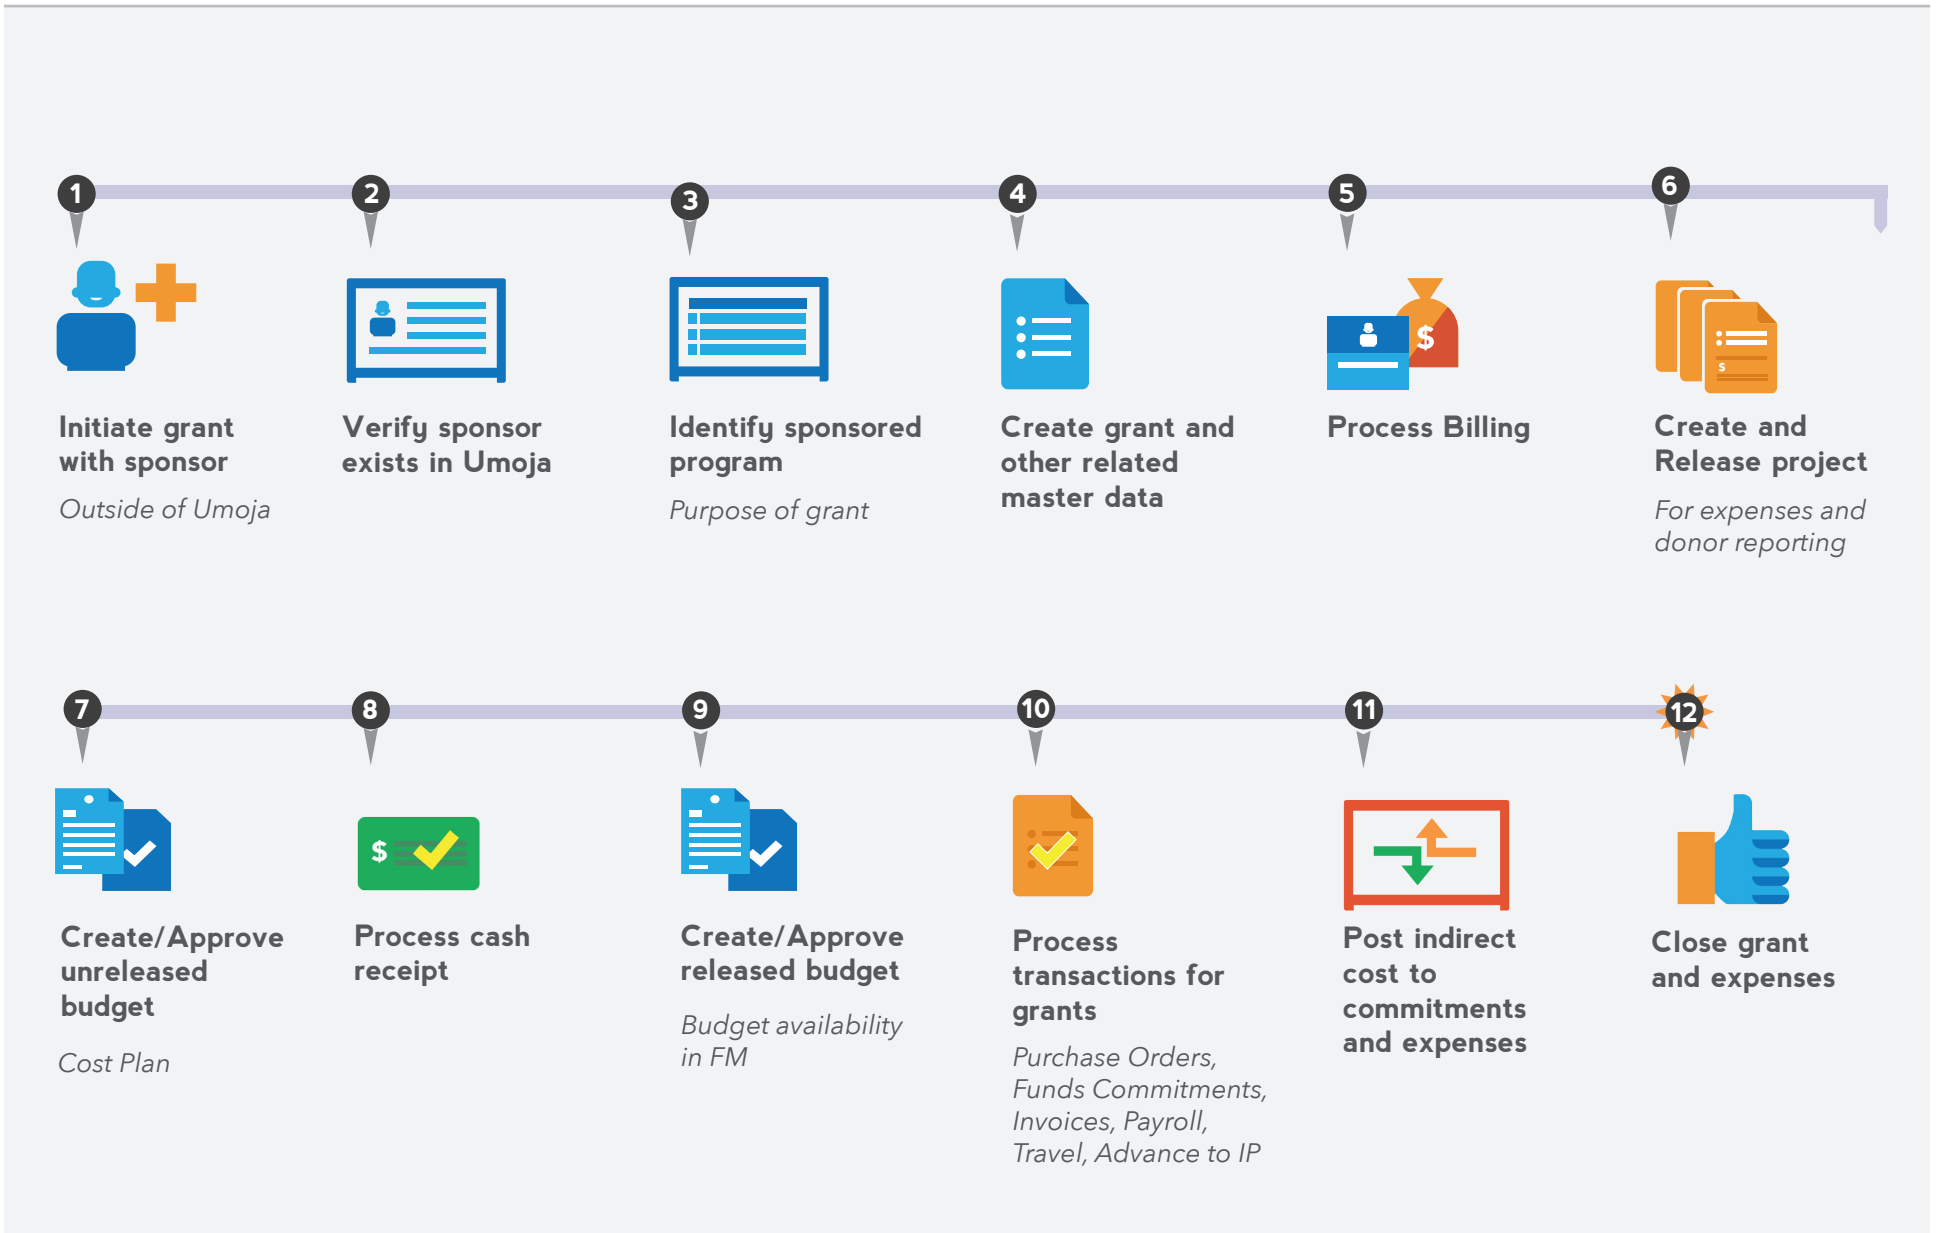 1
Initiate grant
with sponsor
Outside of Umoja
2
Verify sponsor
exists in Umoja
3
Identify sponsored
program
Purpose of grant
4
Create grant and
other related
master data
5
$
Process Billing
6
$
Create and
Release project
For expenses and
donor reporting
7
Create/Approve
unreleased
budget
Cost Plan
8
$
Process cash
receipt
9
Create/Approve
released budget
Budget availability
in FM
10
Process
transactions for
grants
Purchase Orders,
Funds Commitments,
Invoices, Payroll,
Travel, Advance to IP
11
Post indirect
cost to
commitments
and expenses
12
Close grant
and expenses